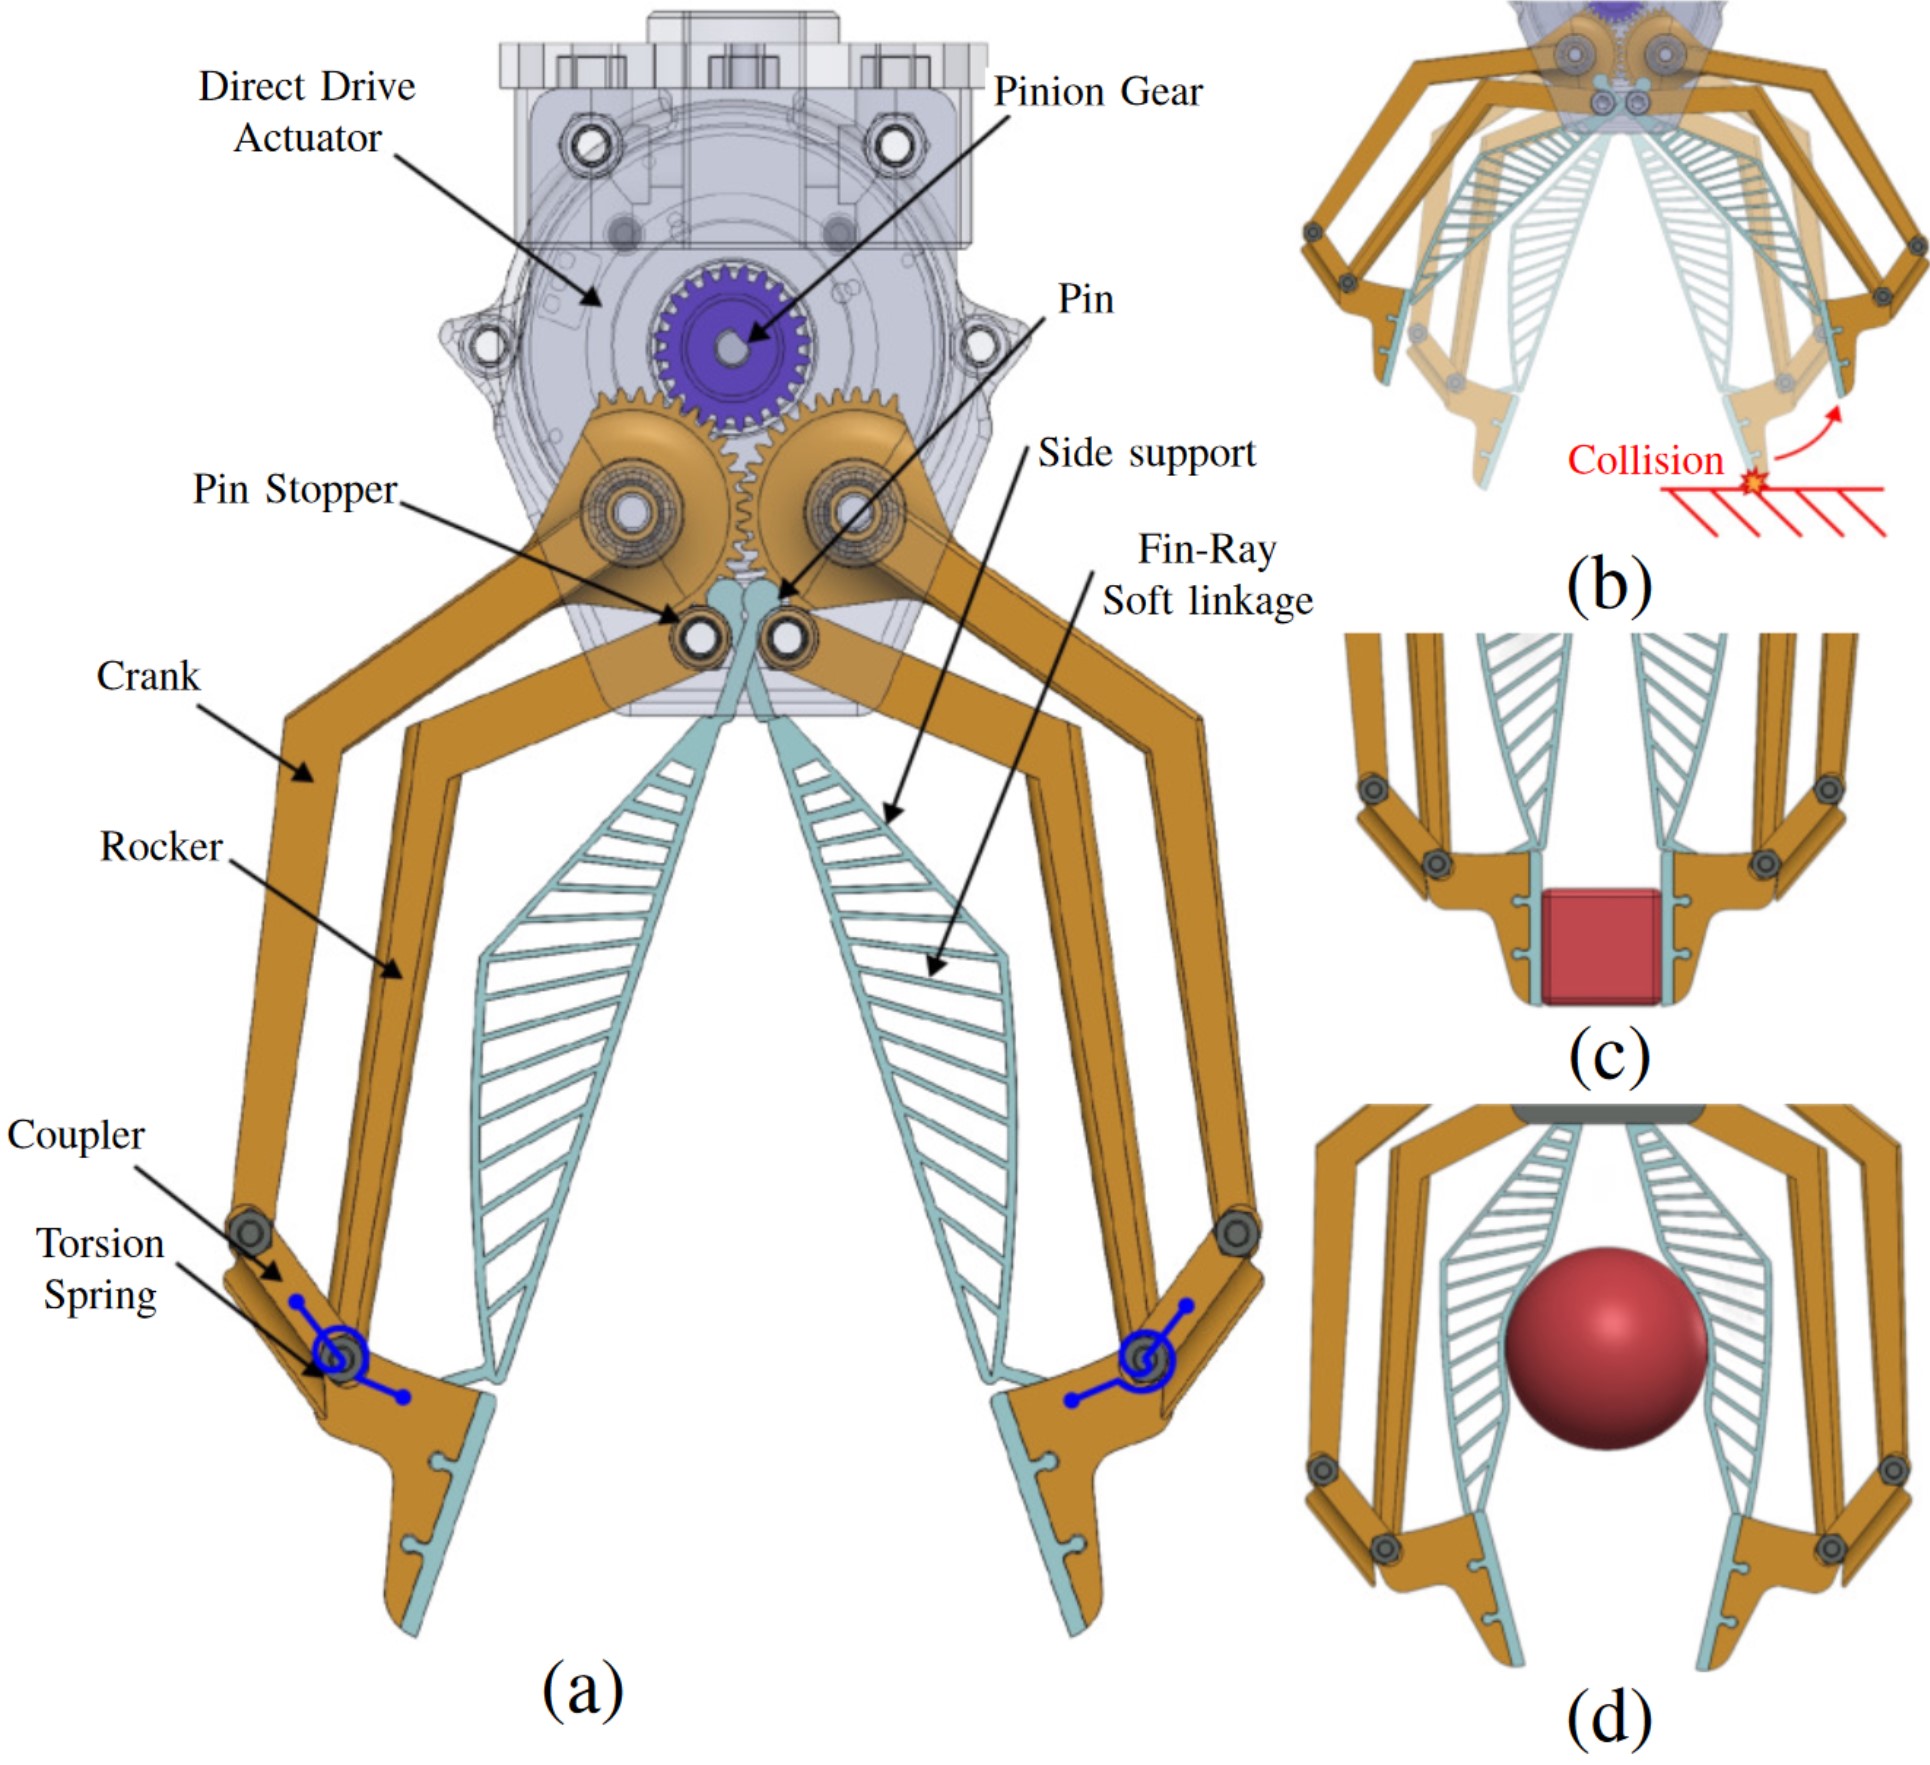 Direct Drive
Actuator
Pinion Gear
Pin
Side support
Pin Stopper
Fin-Ray
Soft linkage
Crank
Rocker
Coupler
Torsion
Spring
(a)
Collision
(b)
(c)
(d)